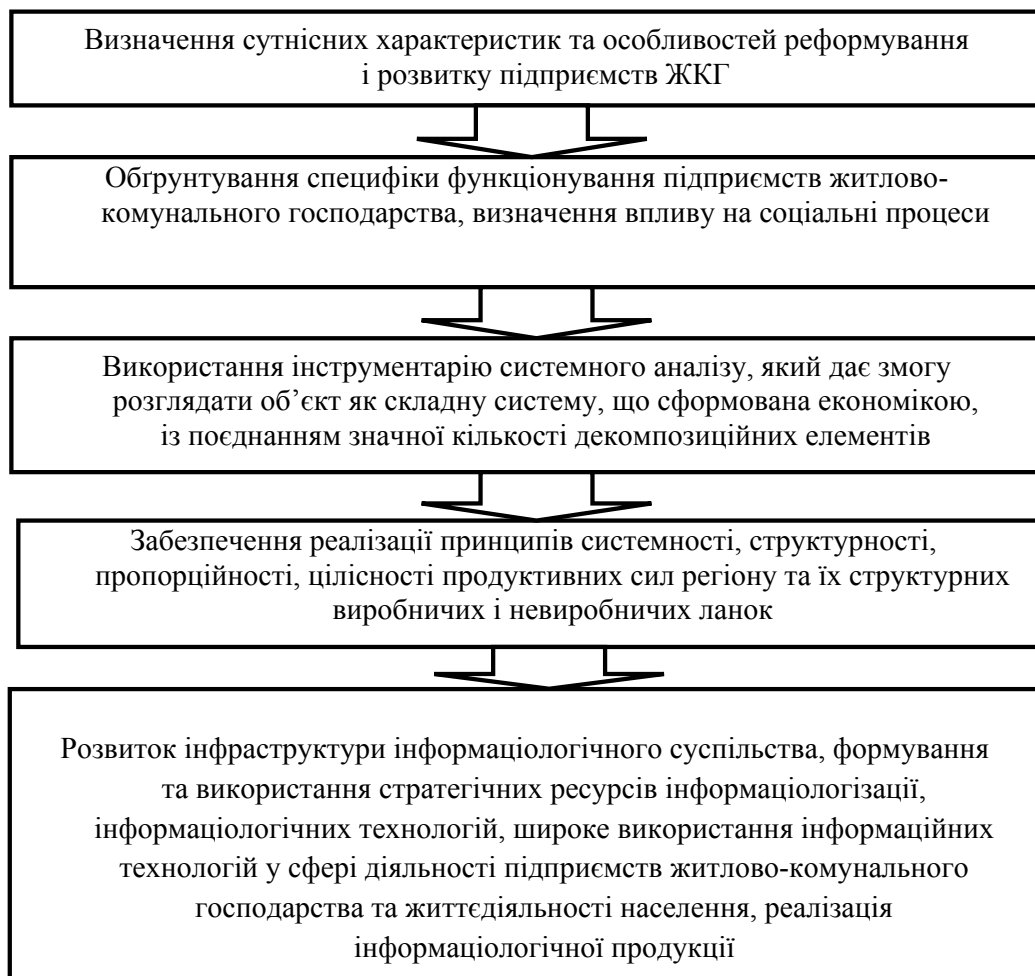 Визначення сутнісних характеристик та особливостей реформування
і розвитку підприємств ЖКГ
Обґрунтування специфіки функціонування підприємств житлово-
комунального господарства, визначення впливу на соціальні процеси
Використання інструментарію системного аналізу, який дає змогу
розглядати об’єкт як складну систему, що сформована економікою,
із поєднанням значної кількості декомпозиційних елементів
Забезпечення реалізації принципів системності, структурності,
пропорційності, цілісності продуктивних сил регіону та їх структурних
виробничих і невиробничих ланок
Розвиток інфраструктури інформаціологічного суспільства, формування
та використання стратегічних ресурсів інформаціологізації,
інформаціологічних технологій, широке використання інформаційних
технологій у сфері діяльності підприємств житлово-комунального
господарства та життєдіяльності населення, реалізація
інформаціологічної продукції